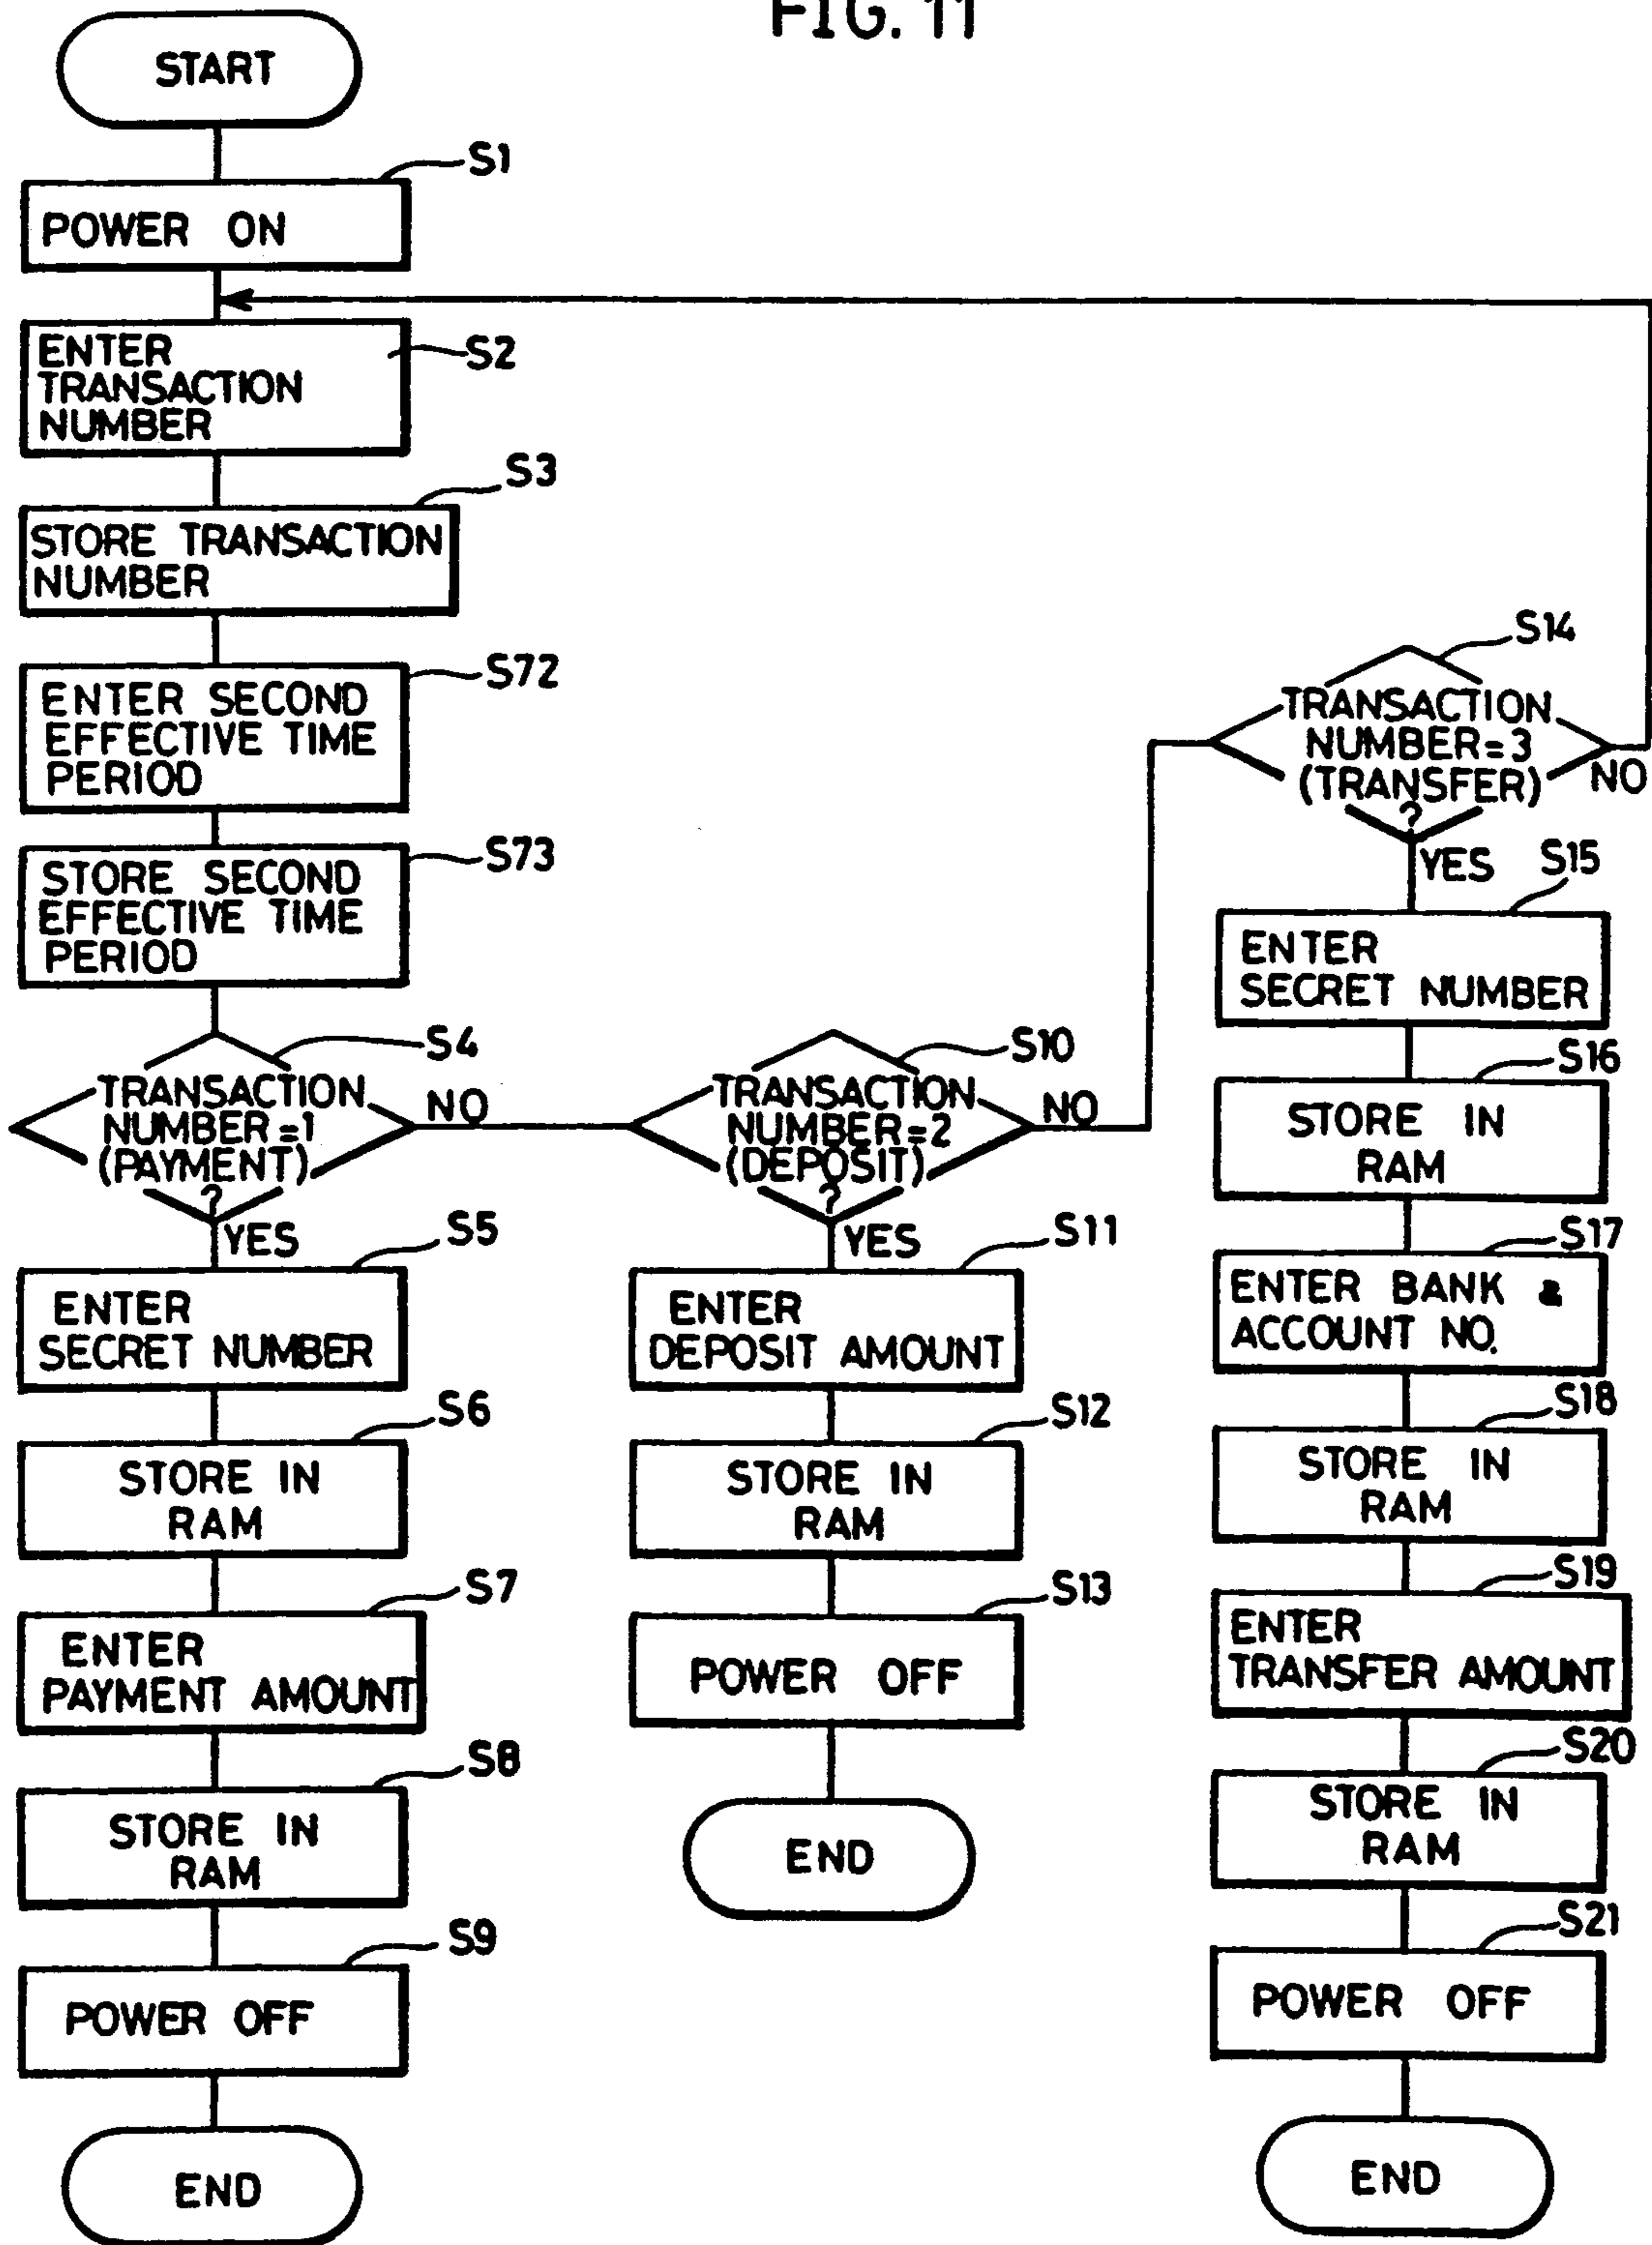 FIG. 11
START
S1
POWER ON
ENTER
TRANSACTION
NUMBER
S2
S3
STORE TRANSACTION
NUMBER
S72
ENTER SECOND
EFFECTIVE TIME
PERIOD
S73
STORE SECOND
EFFECTIVE TIME
PERIOD
S4
TRANSACTION
NUMBER=1
(PAYMENT)
?
NO
YES
S5
ENTER
SECRET NUMBER
S6
STORE IN
RAM
S7
ENTER
PAYMENT AMOUNT
S8
STORE IN
RAM
S9
POWER OFF
END
S10
TRANSACTION
NUMBER=2
(DEPOSIT)
?
NO
YES
S11
ENTER
DEPOSIT AMOUNT
S12
STORE IN
RAM
S13
POWER OFF
END
S14
TRANSACTION
NUMBER=3
(TRANSFER)
?
NO
YES
S15
ENTER
SECRET NUMBER
S16
STORE IN
RAM
S17
ENTER BANK &
ACCOUNT NO.
S18
STORE IN
RAM
S19
ENTER
TRANSFER AMOUNT
S20
STORE IN
RAM
S21
POWER OFF
END